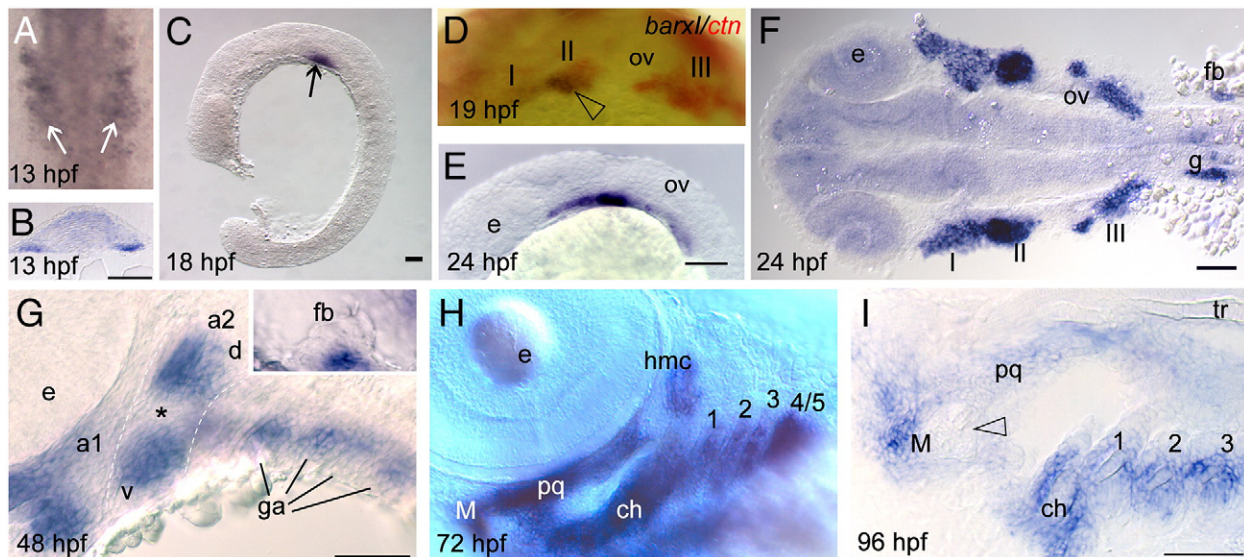 A
13 hpf
B
13 hpf
C
18 hpf
D
barxI/ctn
I
II
ov
III
19 hpf
E
e
ov
24 hpf
F
e
ov
fb
g
I
II
III
24 hpf
G
a2
d
e
*
a1
v
ga
48 hpf
fb
H
e
hmc
1
2
3
4/5
pq
M
ch
72 hpf
I
tr
pq
M
1
2
3
ch
96 hpf